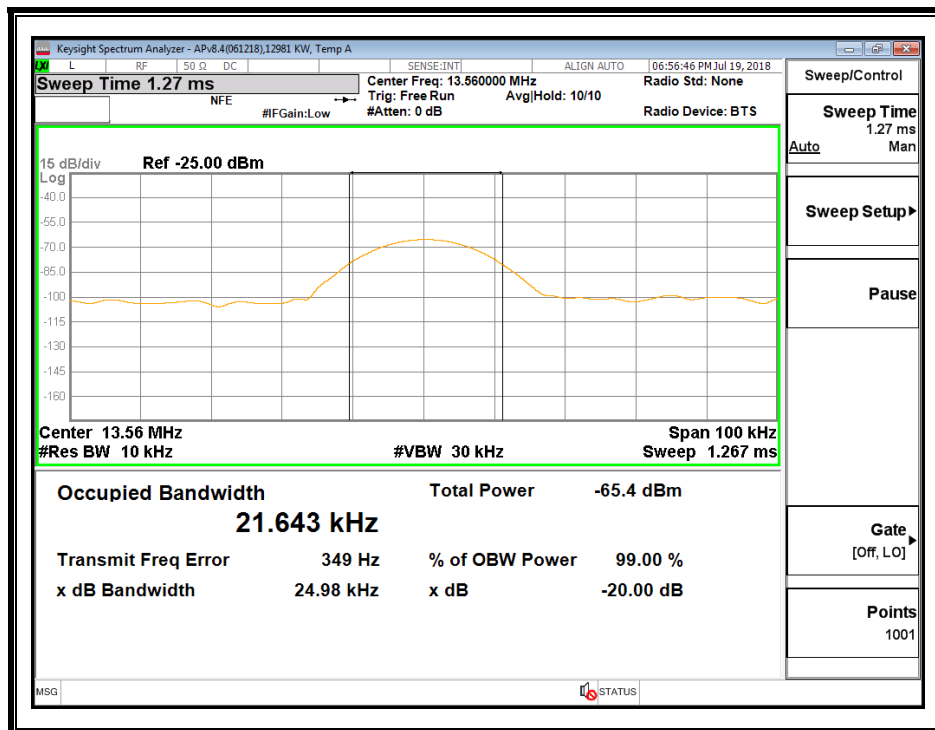 Keysight Spectrum Analyzer - APv8.4(061218),12981 KW, Temp A
LXI L RF 50 Ω DC SENSE:INT ALIGN AUTO 06:56:46 PM Jul 19, 2018
Sweep Time 1.27 ms
Center Freq: 13.560000 MHz Radio Std: None
NFE Trig: Free Run Avg|Hold: 10/10
#IFGain:Low #Atten: 0 dB Radio Device: BTS
15 dB/div Ref -25.00 dBm
Log
-40.0
-55.0
-70.0
-85.0
-100
-115
-130
-145
-160
Center 13.56 MHz Span 100 kHz
#Res BW 10 kHz #VBW 30 kHz Sweep 1.267 ms
Occupied Bandwidth Total Power -65.4 dBm
21.643 kHz
Transmit Freq Error 349 Hz % of OBW Power 99.00 %
x dB Bandwidth 24.98 kHz x dB -20.00 dB
Sweep/Control
Sweep Time
1.27 ms
Auto Man
Sweep Setup
Pause
Gate
[Off, LO]
Points
1001
MSG STATUS